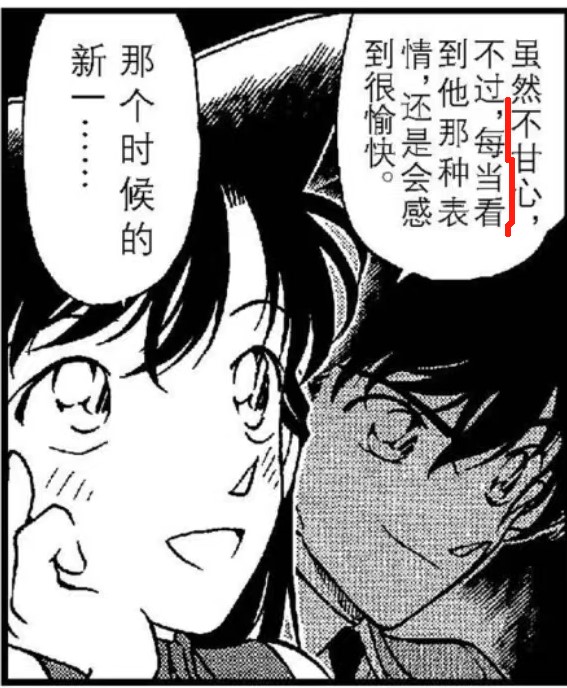 虽然不甘心，
不过，每当看
到他那种表
情，还是会感
到很愉快。
那个时候的
新一……